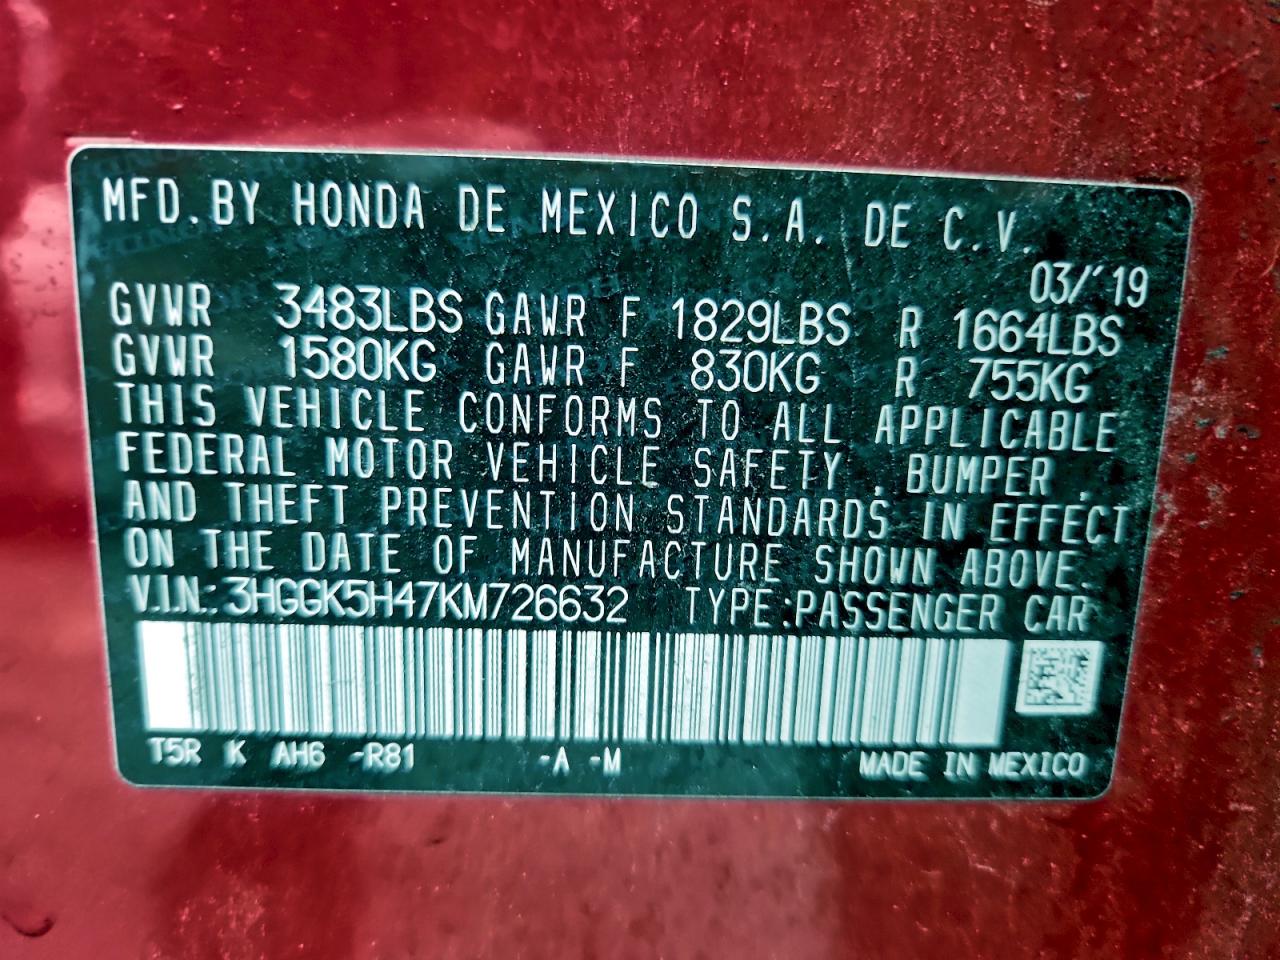 MFD. BY HONDA DE MEXICO S.A. DE C.V.
03/'19
GVWR 3483LBS GAWR F 1829LBS R 1664LBS
GVWR 1580KG GAWR F 830KG R 755KG
THIS VEHICLE CONFORMS TO ALL APPLICABLE
FEDERAL MOTOR VEHICLE SAFETY , BUMPER ,
AND THEFT PREVENTION STANDARDS IN EFFECT
ON THE DATE OF MANUFACTURE SHOWN ABOVE.
V.I.N.: 3HGGK5H47KM726632 TYPE:PASSENGER CAR
T5R K AH6 -R81 -A -M MADE IN MEXICO